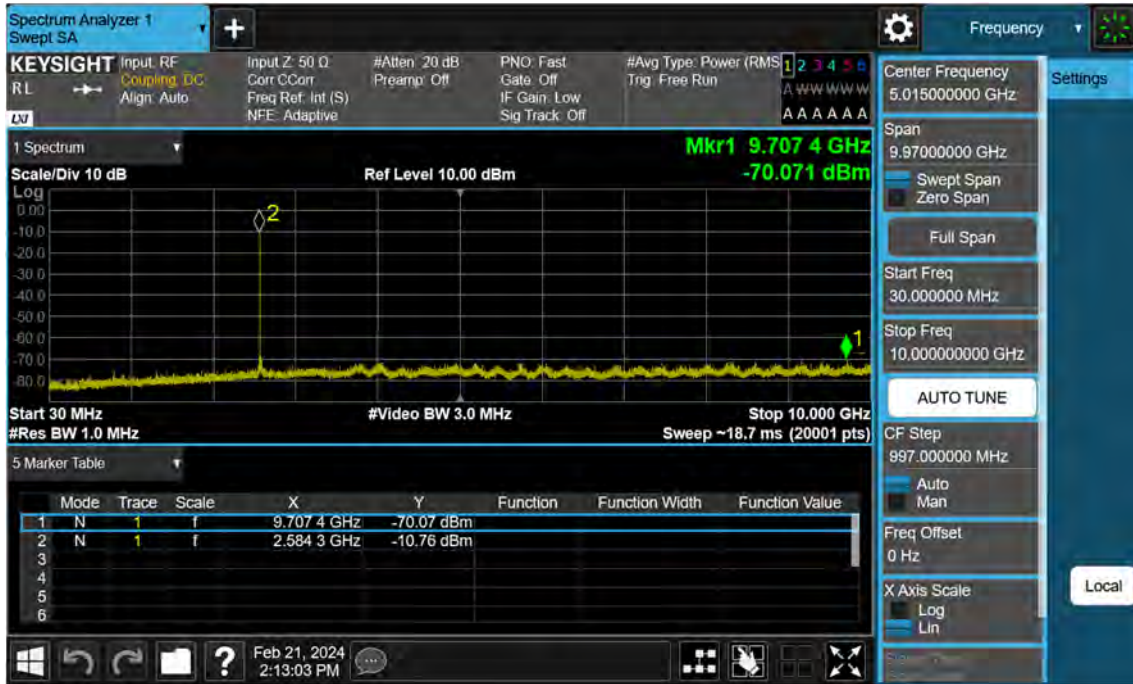 Spectrum Analyzer 1
Swept SA
+
Frequency
KEYSIGHT
RL
LXI
Input: RF
Coupling: DC
Align: Auto
Input Z: 50 Ω
Corr CCorr
Freq Ref: Int (S)
NFE: Adaptive
#Atten: 20 dB
Preamp: Off
PNO: Fast
Gate: Off
IF Gain: Low
Sig Track: Off
#Avg Type: Power (RMS
Trig: Free Run
1 2 3 4 5 6
A W W W W W
A A A A A A
Center Frequency
5.015000000 GHz
Settings
1 Spectrum
Scale/Div 10 dB
Ref Level 10.00 dBm
Mkr1 9.707 4 GHz
-70.071 dBm
Log
0.00
-10.0
-20.0
-30.0
-40.0
-50.0
-60.0
-70.0
-80.0
2
1
Start 30 MHz
#Video BW 3.0 MHz
Stop 10.000 GHz
#Res BW 1.0 MHz
Sweep ~18.7 ms (20001 pts)
Span
9.97000000 GHz
Swept Span
Zero Span
Full Span
Start Freq
30.000000 MHz
Stop Freq
10.000000000 GHz
AUTO TUNE
CF Step
997.000000 MHz
Auto
Man
Freq Offset
0 Hz
X Axis Scale
Log
Lin
Local
5 Marker Table
Mode Trace Scale X Y Function Function Width Function Value
1 N 1 f 9.707 4 GHz -70.07 dBm
2 N 1 f 2.584 3 GHz -10.76 dBm
3
4
5
6
?
Feb 21, 2024
2:13:03 PM